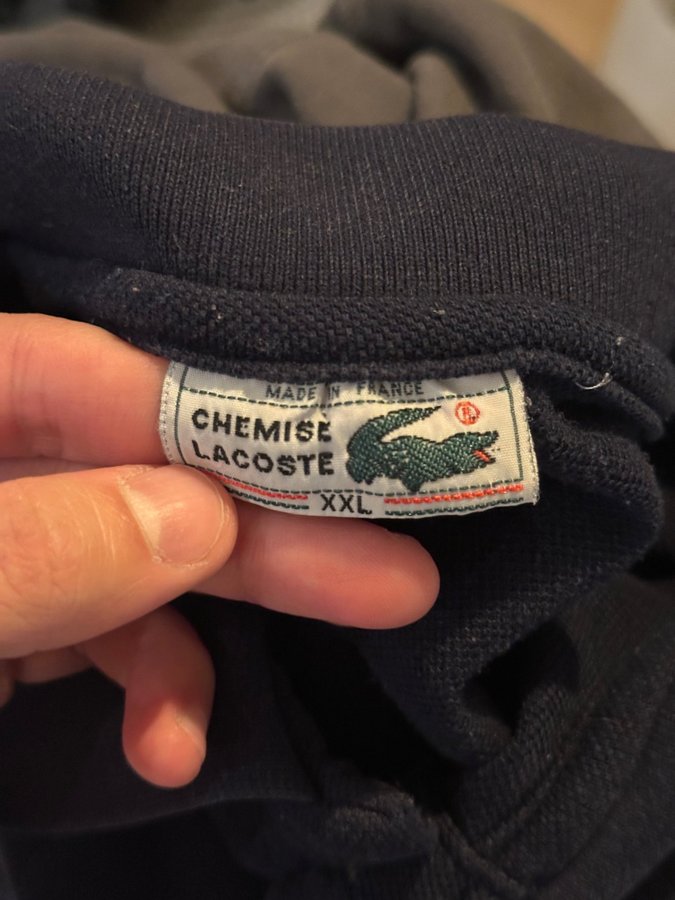 MADE IN FRANCE
CHEMISE
LACOSTE
®
XXL